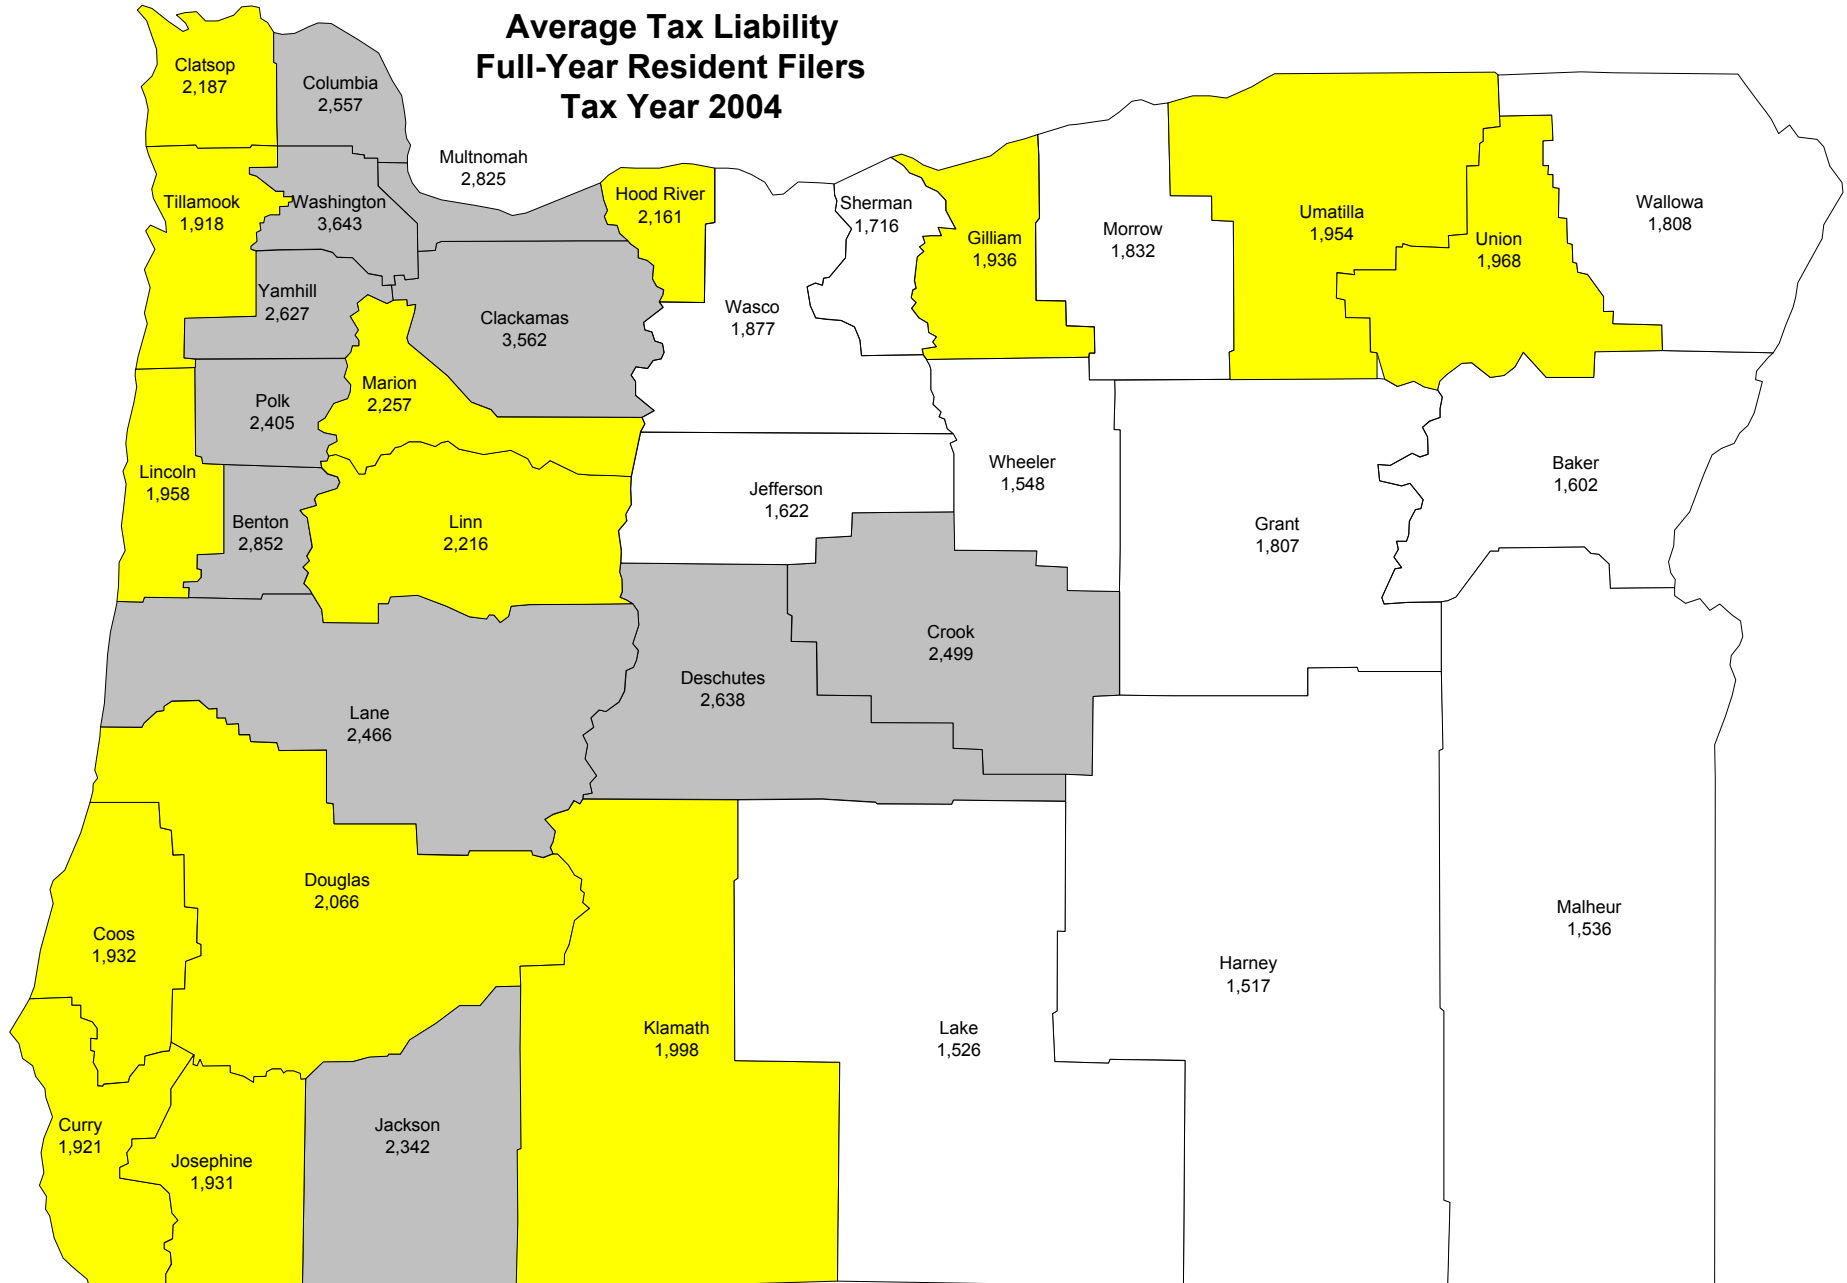 Average Tax Liability
Full-Year Resident Filers
Tax Year 2004
Clatsop
2,187
Columbia
2,557
Multnomah
2,825
Tillamook
1,918
Washington
3,643
Hood River
2,161
Sherman
1,716
Gilliam
1,936
Morrow
1,832
Umatilla
1,954
Union
1,968
Wallowa
1,808
Yamhill
2,627
Clackamas
3,562
Wasco
1,877
Polk
2,405
Marion
2,257
Lincoln
1,958
Benton
2,852
Linn
2,216
Jefferson
1,622
Wheeler
1,548
Grant
1,807
Baker
1,602
Lane
2,466
Deschutes
2,638
Crook
2,499
Douglas
2,066
Coos
1,932
Curry
1,921
Josephine
1,931
Jackson
2,342
Klamath
1,998
Lake
1,526
Harney
1,517
Malheur
1,536